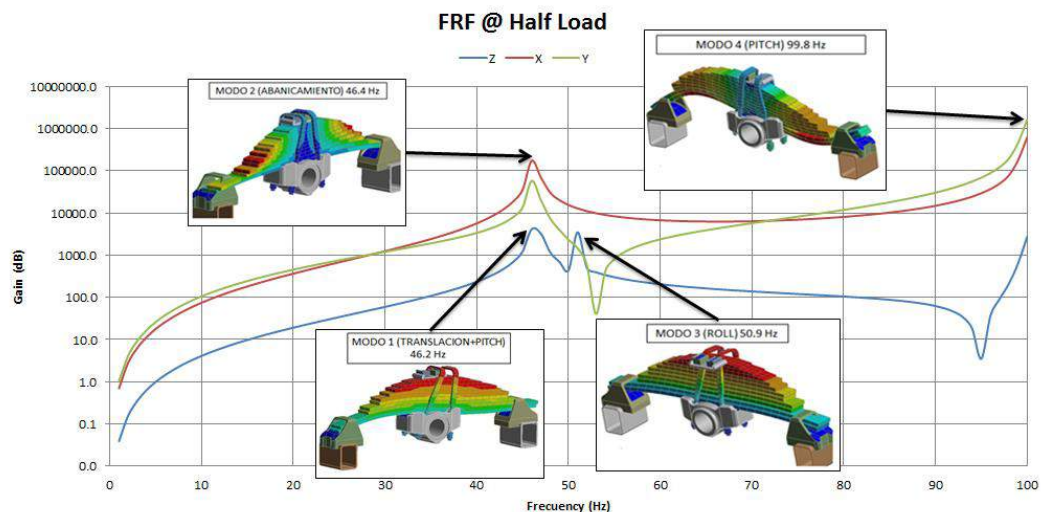 FRF @ Half Load
Z X Y
MODO 4 (PITCH) 99.8 Hz
MODO 2 (ABANICAMIENTO) 46.4 Hz
MODO 1 (TRANSLACION+PITCH)
46.2 Hz
MODO 3 (ROLL) 50.9 Hz
Gain (dB)
10000000.0
1000000.0
100000.0
10000.0
1000.0
100.0
10.0
1.0
0.1
0.0
0 10 20 30 40 50 60 70 80 90 100
Frecuency (Hz)